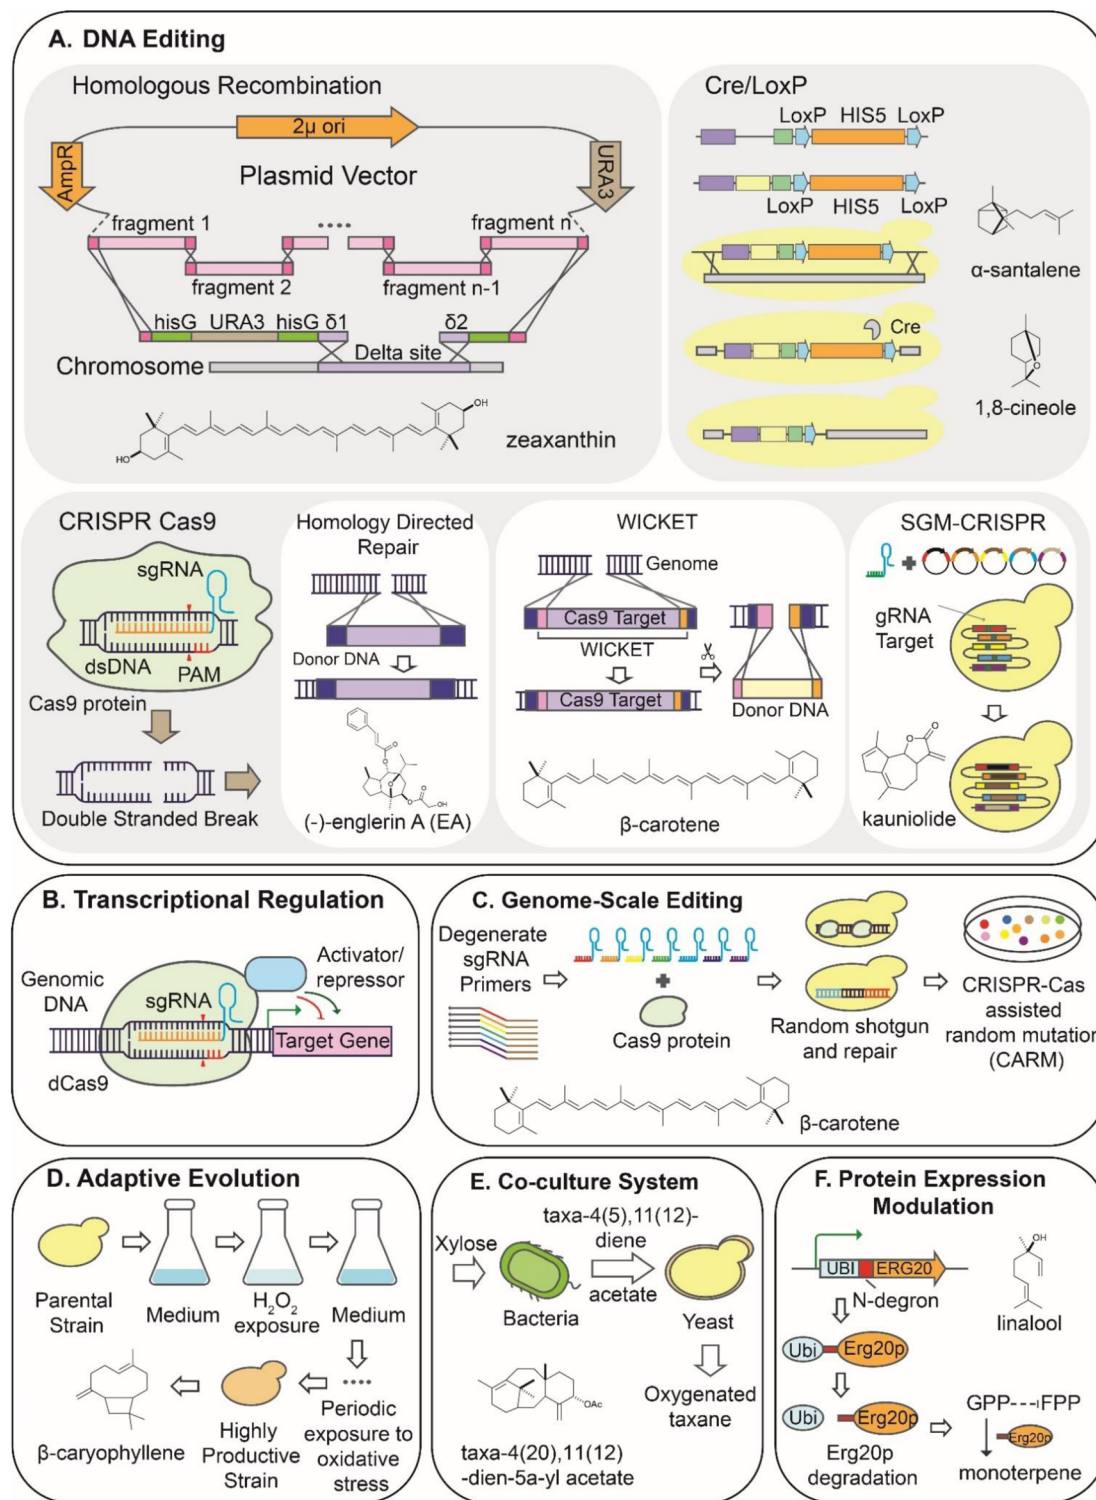 A. DNA Editing
Homologous Recombination
2μ ori
AmpR
URA3
Plasmid Vector
fragment 1
fragment n
fragment 2
fragment n-1
hisG URA3 hisG δ1
δ2
Delta site
Chromosome
zeaxanthin
OH
HO
Cre/LoxP
LoxP HIS5 LoxP
LoxP HIS5 LoxP
α-santalene
Cre
O
1,8-cineole
CRISPR Cas9
sgRNA
dsDNA
PAM
Cas9 protein
Double Stranded Break
Homology Directed
Repair
Donor DNA
O
O
O
O
O
OH
(-)-englerin A (EA)
WICKET
Genome
Cas9 Target
WICKET
Cas9 Target
Donor DNA
β-carotene
SGM-CRISPR
gRNA
Target
O
O
kauniolide
B. Transcriptional Regulation
Activator/
repressor
Genomic
DNA
sgRNA
Target Gene
dCas9
C. Genome-Scale Editing
Degenerate
sgRNA
Primers
Cas9 protein
Random shotgun
and repair
CRISPR-Cas
assisted
random mutation
(CARM)
β-carotene
D. Adaptive Evolution
Parental
Strain
Medium
H2O2
exposure
Medium
Periodic
exposure to
oxidative
stress
Highly
Productive
Strain
β-caryophyllene
E. Co-culture System
taxa-4(5),11(12)-
diene
Xylose
acetate
Bacteria
Yeast
Oxygenated
taxane
OAc
taxa-4(20),11(12)
-dien-5a-yl acetate
F. Protein Expression
Modulation
UBI
ERG20
N-degron
OH
linalool
Ubi
Erg20p
Ubi
Erg20p
Erg20p
degradation
GPP
FPP
Erg20p
monoterpene